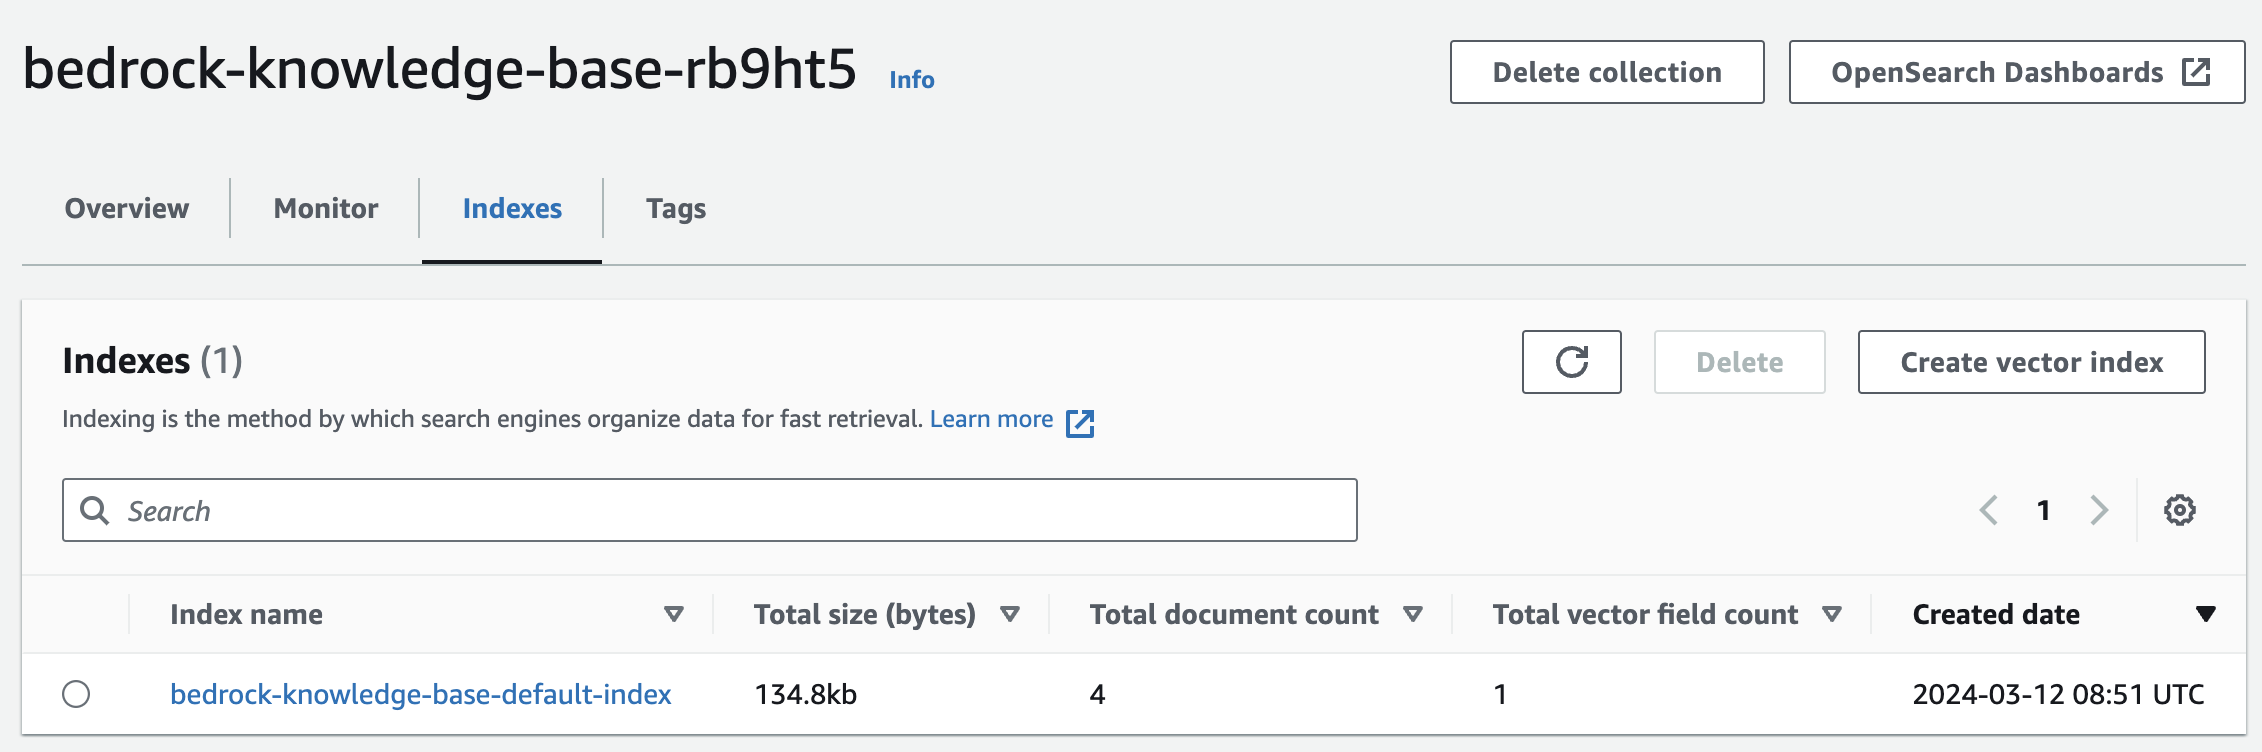 bedrock-knowledge-base-rb9ht5 Info
Delete collection
OpenSearch Dashboards
Overview
Monitor
Indexes
Tags
Indexes (1)
Delete
Create vector index
Indexing is the method by which search engines organize data for fast retrieval. Learn more
Search
1
Index name
Total size (bytes)
Total document count
Total vector field count
Created date
bedrock-knowledge-base-default-index
134.8kb
4
1
2024-03-12 08:51 UTC